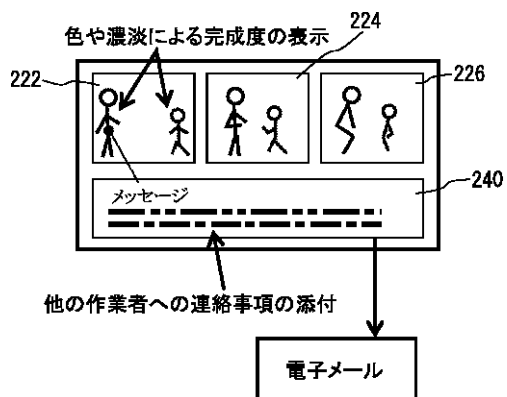 色や濃淡による完成度の表示
222
224
226
メッセージ
240
他の作業者への連絡事項の添付
電子メール